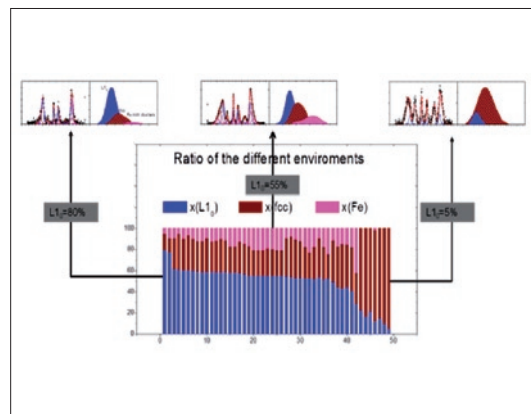 Ratio of the different enviroments
L1₀=80%
L1₀=55%
L1₀=5%
x(L1₀)
x(fcc)
x(Fe)
100
80
60
40
20
0
0
10
20
30
40
50